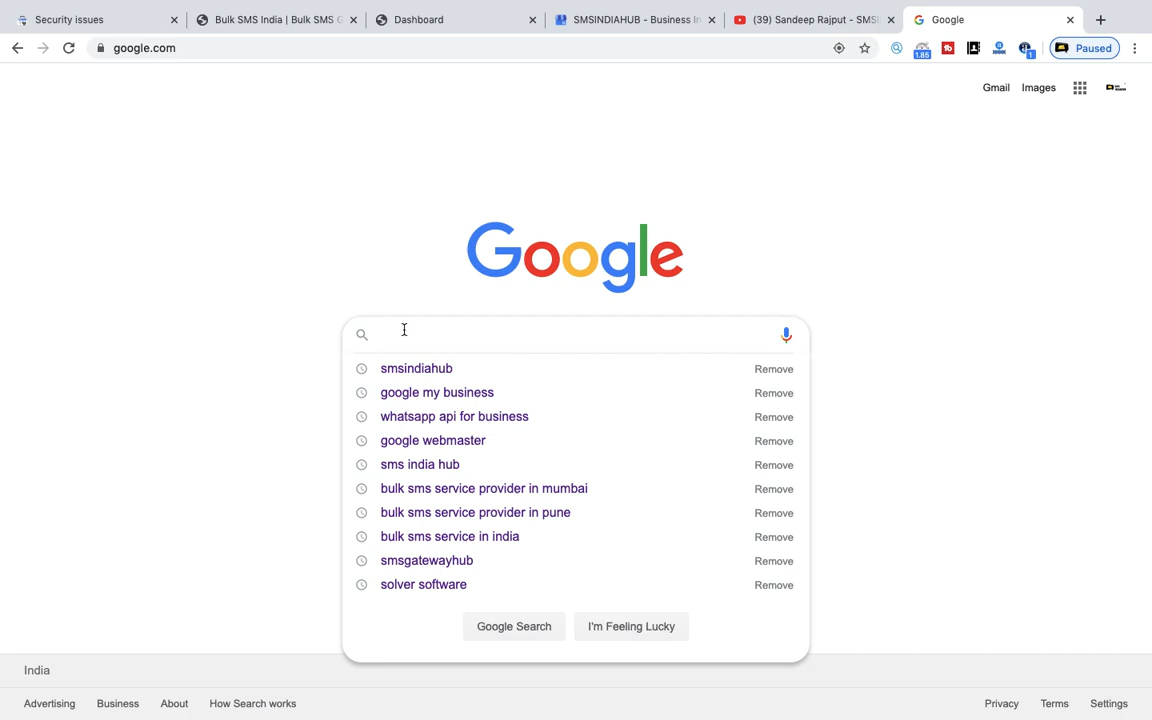 Security issues
Bulk SMS India | Bulk SMS G
Dashboard
SMSINDIAHUB - Business In
(39) Sandeep Rajput - SMSI
Google
google.com
1.85
1
Paused
Gmail Images
Google
smsindiahub Remove
google my business Remove
whatsapp api for business Remove
google webmaster Remove
sms india hub Remove
bulk sms service provider in mumbai Remove
bulk sms service provider in pune Remove
bulk sms service in india Remove
smsgatewayhub Remove
solver software Remove
Google Search I'm Feeling Lucky
India
Advertising Business About How Search works Privacy Terms Settings